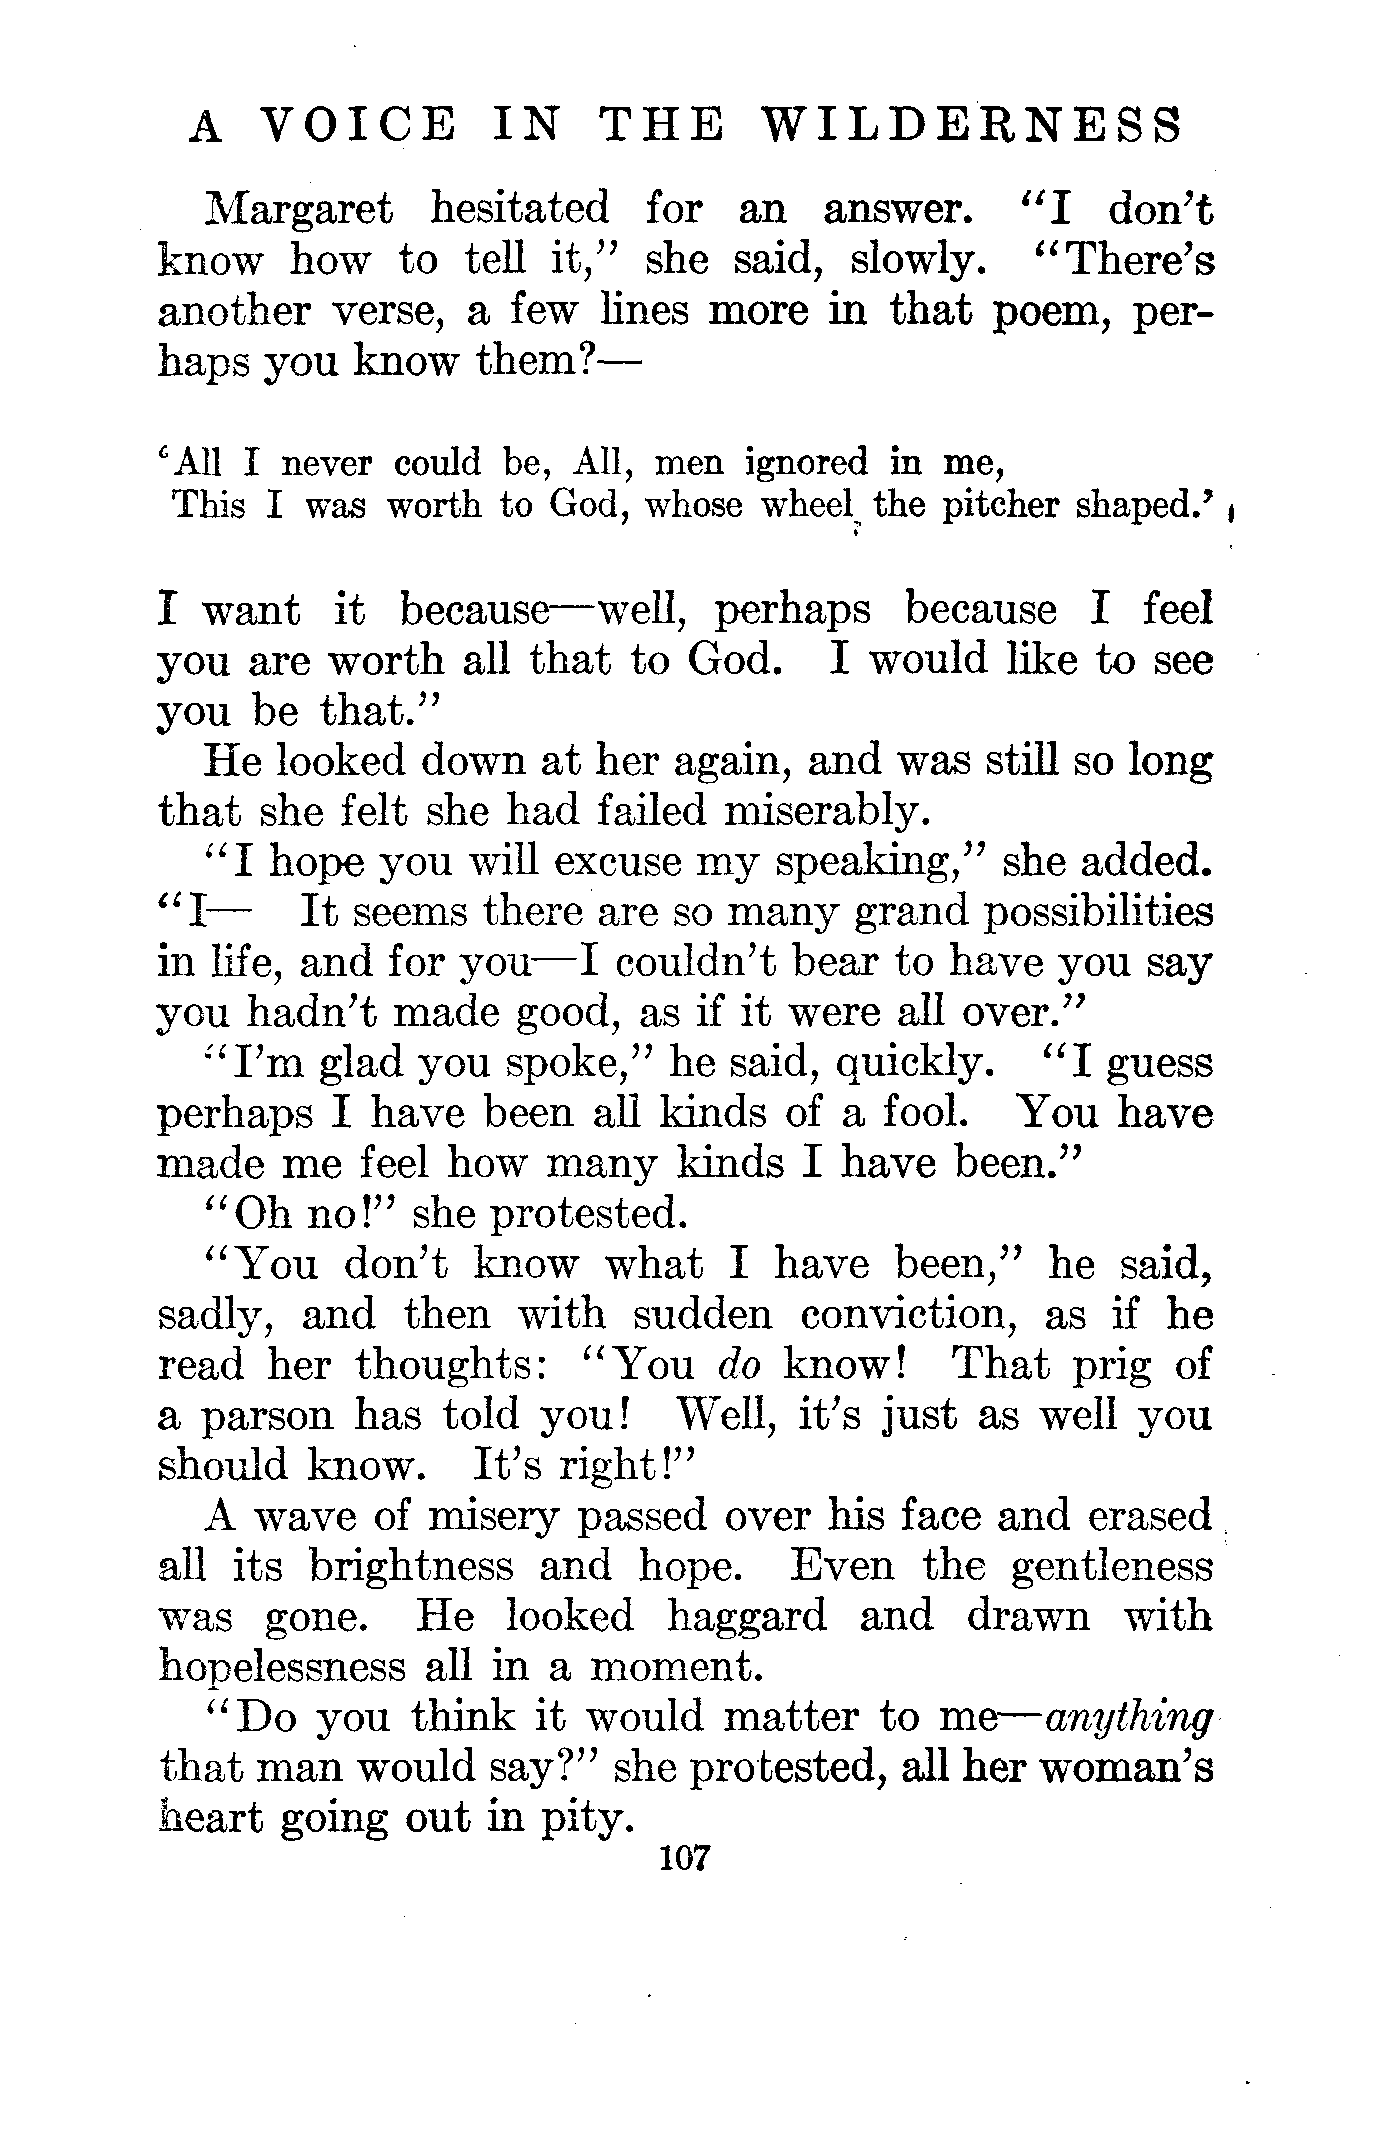 A VOICE IN THE WILDERNESS
Margaret hesitated for an answer. "I don't
know how to tell it," she said, slowly. "There's
another verse, a few lines more in that poem, per-
haps you know them?—
'All I never could be, All, men ignored in me,
This I was worth to God, whose wheel the pitcher shaped.'
I want it because—well, perhaps because I feel
you are worth all that to God. I would like to see
you be that."
He looked down at her again, and was still so long
that she felt she had failed miserably.
"I hope you will excuse my speaking," she added.
"I— It seems there are so many grand possibilities
in life, and for you—I couldn't bear to have you say
you hadn't made good, as if it were all over."
"I'm glad you spoke," he said, quickly. "I guess
perhaps I have been all kinds of a fool. You have
made me feel how many kinds I have been."
"Oh no!" she protested.
"You don't know what I have been," he said,
sadly, and then with sudden conviction, as if he
read her thoughts: "You do know! That prig of
a parson has told you! Well, it's just as well you
should know. It's right!"
A wave of misery passed over his face and erased
all its brightness and hope. Even the gentleness
was gone. He looked haggard and drawn with
hopelessness all in a moment.
"Do you think it would matter to me—anything
that man would say?" she protested, all her woman's
heart going out in pity.
107